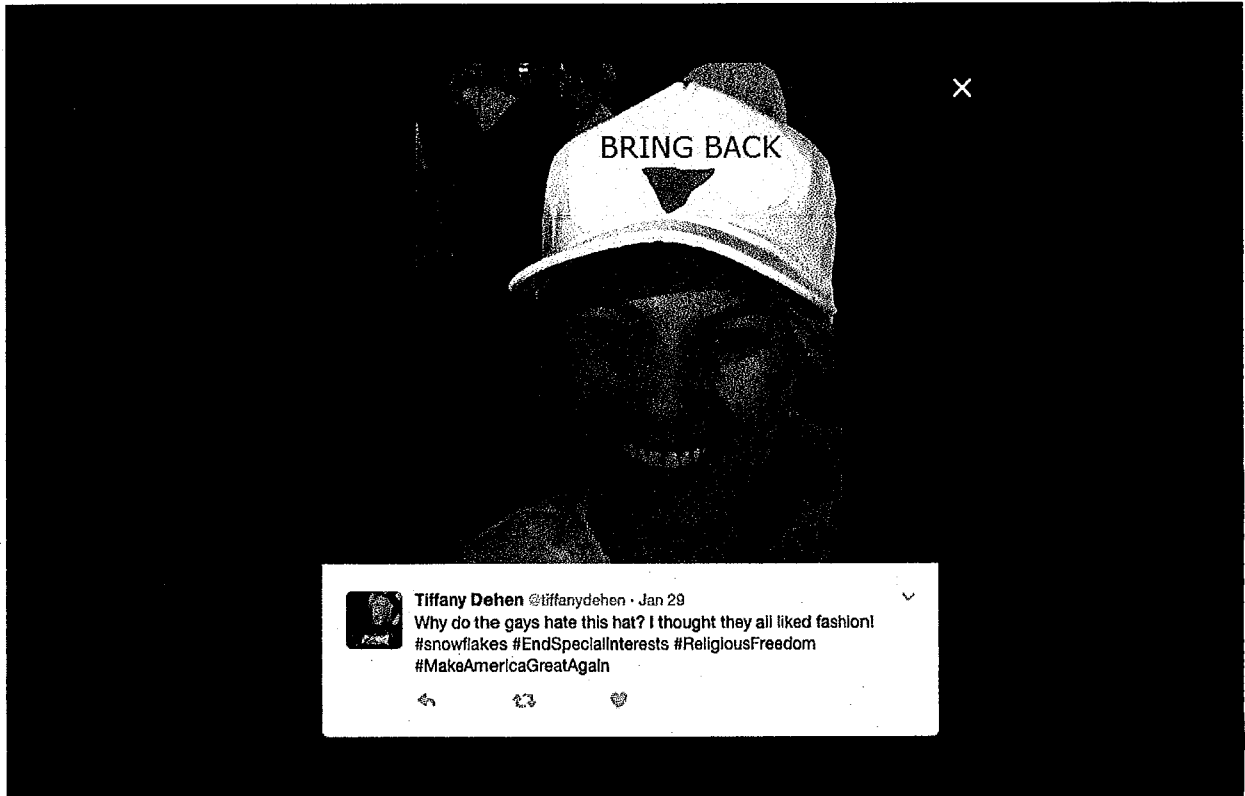 BRING BACK
Tiffany Dehen @tiffanydehen · Jan 29
Why do the gays hate this hat? I thought they all liked fashion!
#snowflakes #EndSpecialInterests #ReligiousFreedom
#MakeAmericaGreatAgain